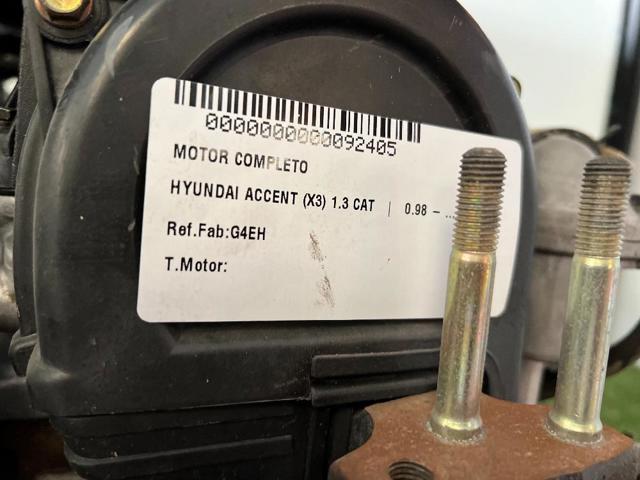 0000000000092405
MOTOR COMPLETO
HYUNDAI ACCENT (X3) 1.3 CAT | 0.98 – ...
Ref.Fab:G4EH
T.Motor: